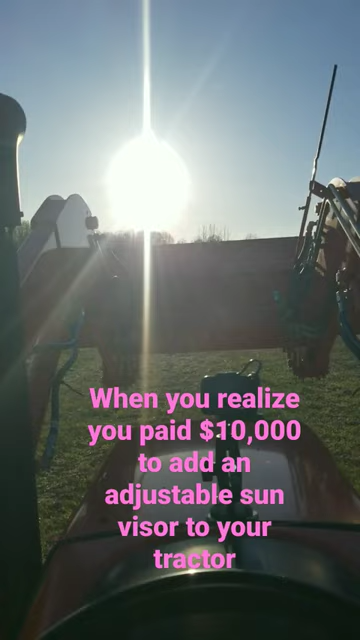 When you realize
you paid $10,000
to add an
adjustable sun
visor to your
tractor